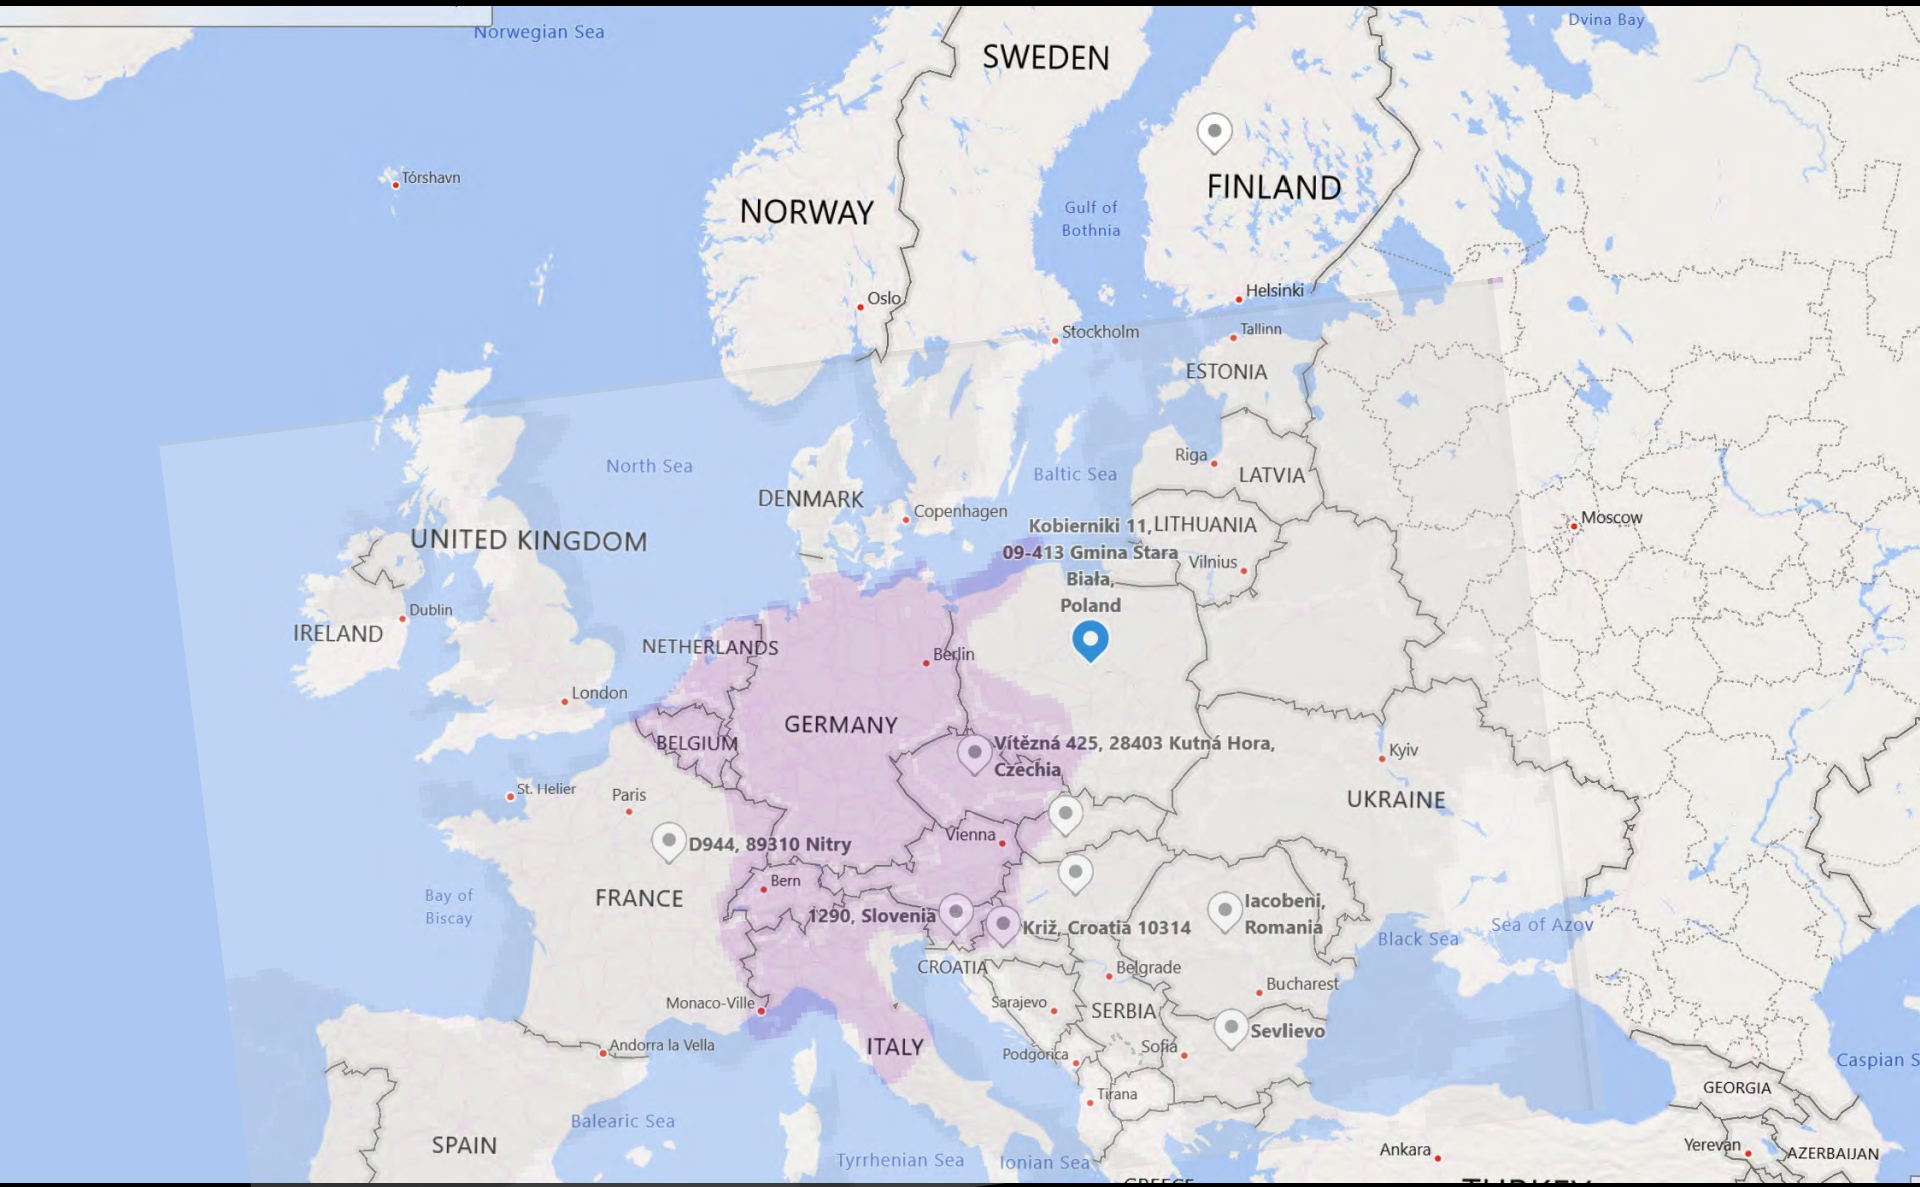 Norwegian Sea
Dvina Bay
SWEDEN
Tórshavn
NORWAY
Gulf of
Bothnia
FINLAND
Oslo
Helsinki
Stockholm
Tallinn
ESTONIA
North Sea
Riga
LATVIA
Baltic Sea
DENMARK
Copenhagen
Moscow
UNITED KINGDOM
Kobierniki 11,
09-413 Gmina Stara
Biała,
Poland
LITHUANIA
Vilnius
Dublin
IRELAND
NETHERLANDS
Berlin
London
GERMANY
BELGIUM
Vítězná 425, 28403 Kutná Hora,
Czechia
Kyiv
St. Helier
Paris
UKRAINE
Vienna
D944, 89310 Nitry
Bern
Bay of
Biscay
FRANCE
1290, Slovenia
Križ, Croatia 10314
Iacobeni,
Romania
Black Sea
Sea of Azov
CROATIA
Belgrade
Bucharest
Monaco-Ville
Sarajevo
SERBIA
Sevlievo
Andorra la Vella
ITALY
Podgorica
Sofia
Caspian S
Tirana
GEORGIA
Balearic Sea
SPAIN
Tyrrhenian Sea
Ionian Sea
Ankara
Yerevan
AZERBAIJAN
GREECE
TURKEY